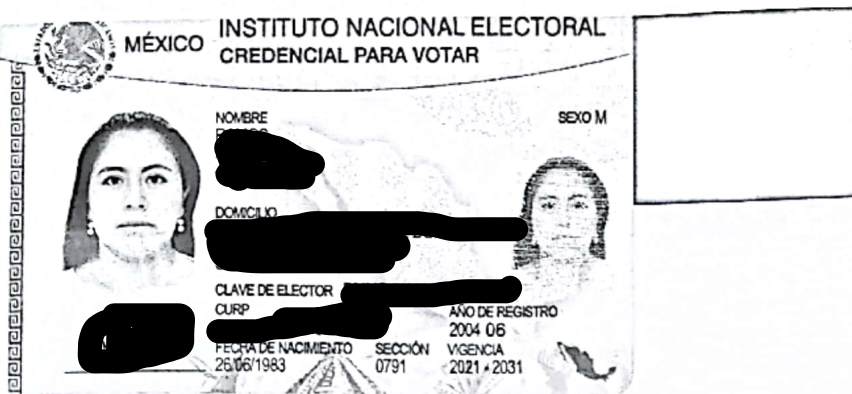 MÉXICO
INSTITUTO NACIONAL ELECTORAL
CREDENCIAL PARA VOTAR
NOMBRE
SEXO M
DOMICILIO
CLAVE DE ELECTOR
CURP
AÑO DE REGISTRO
2004 06
FECHA DE NACIMIENTO
26/06/1983
SECCIÓN
0791
VIGENCIA
2021 - 2031